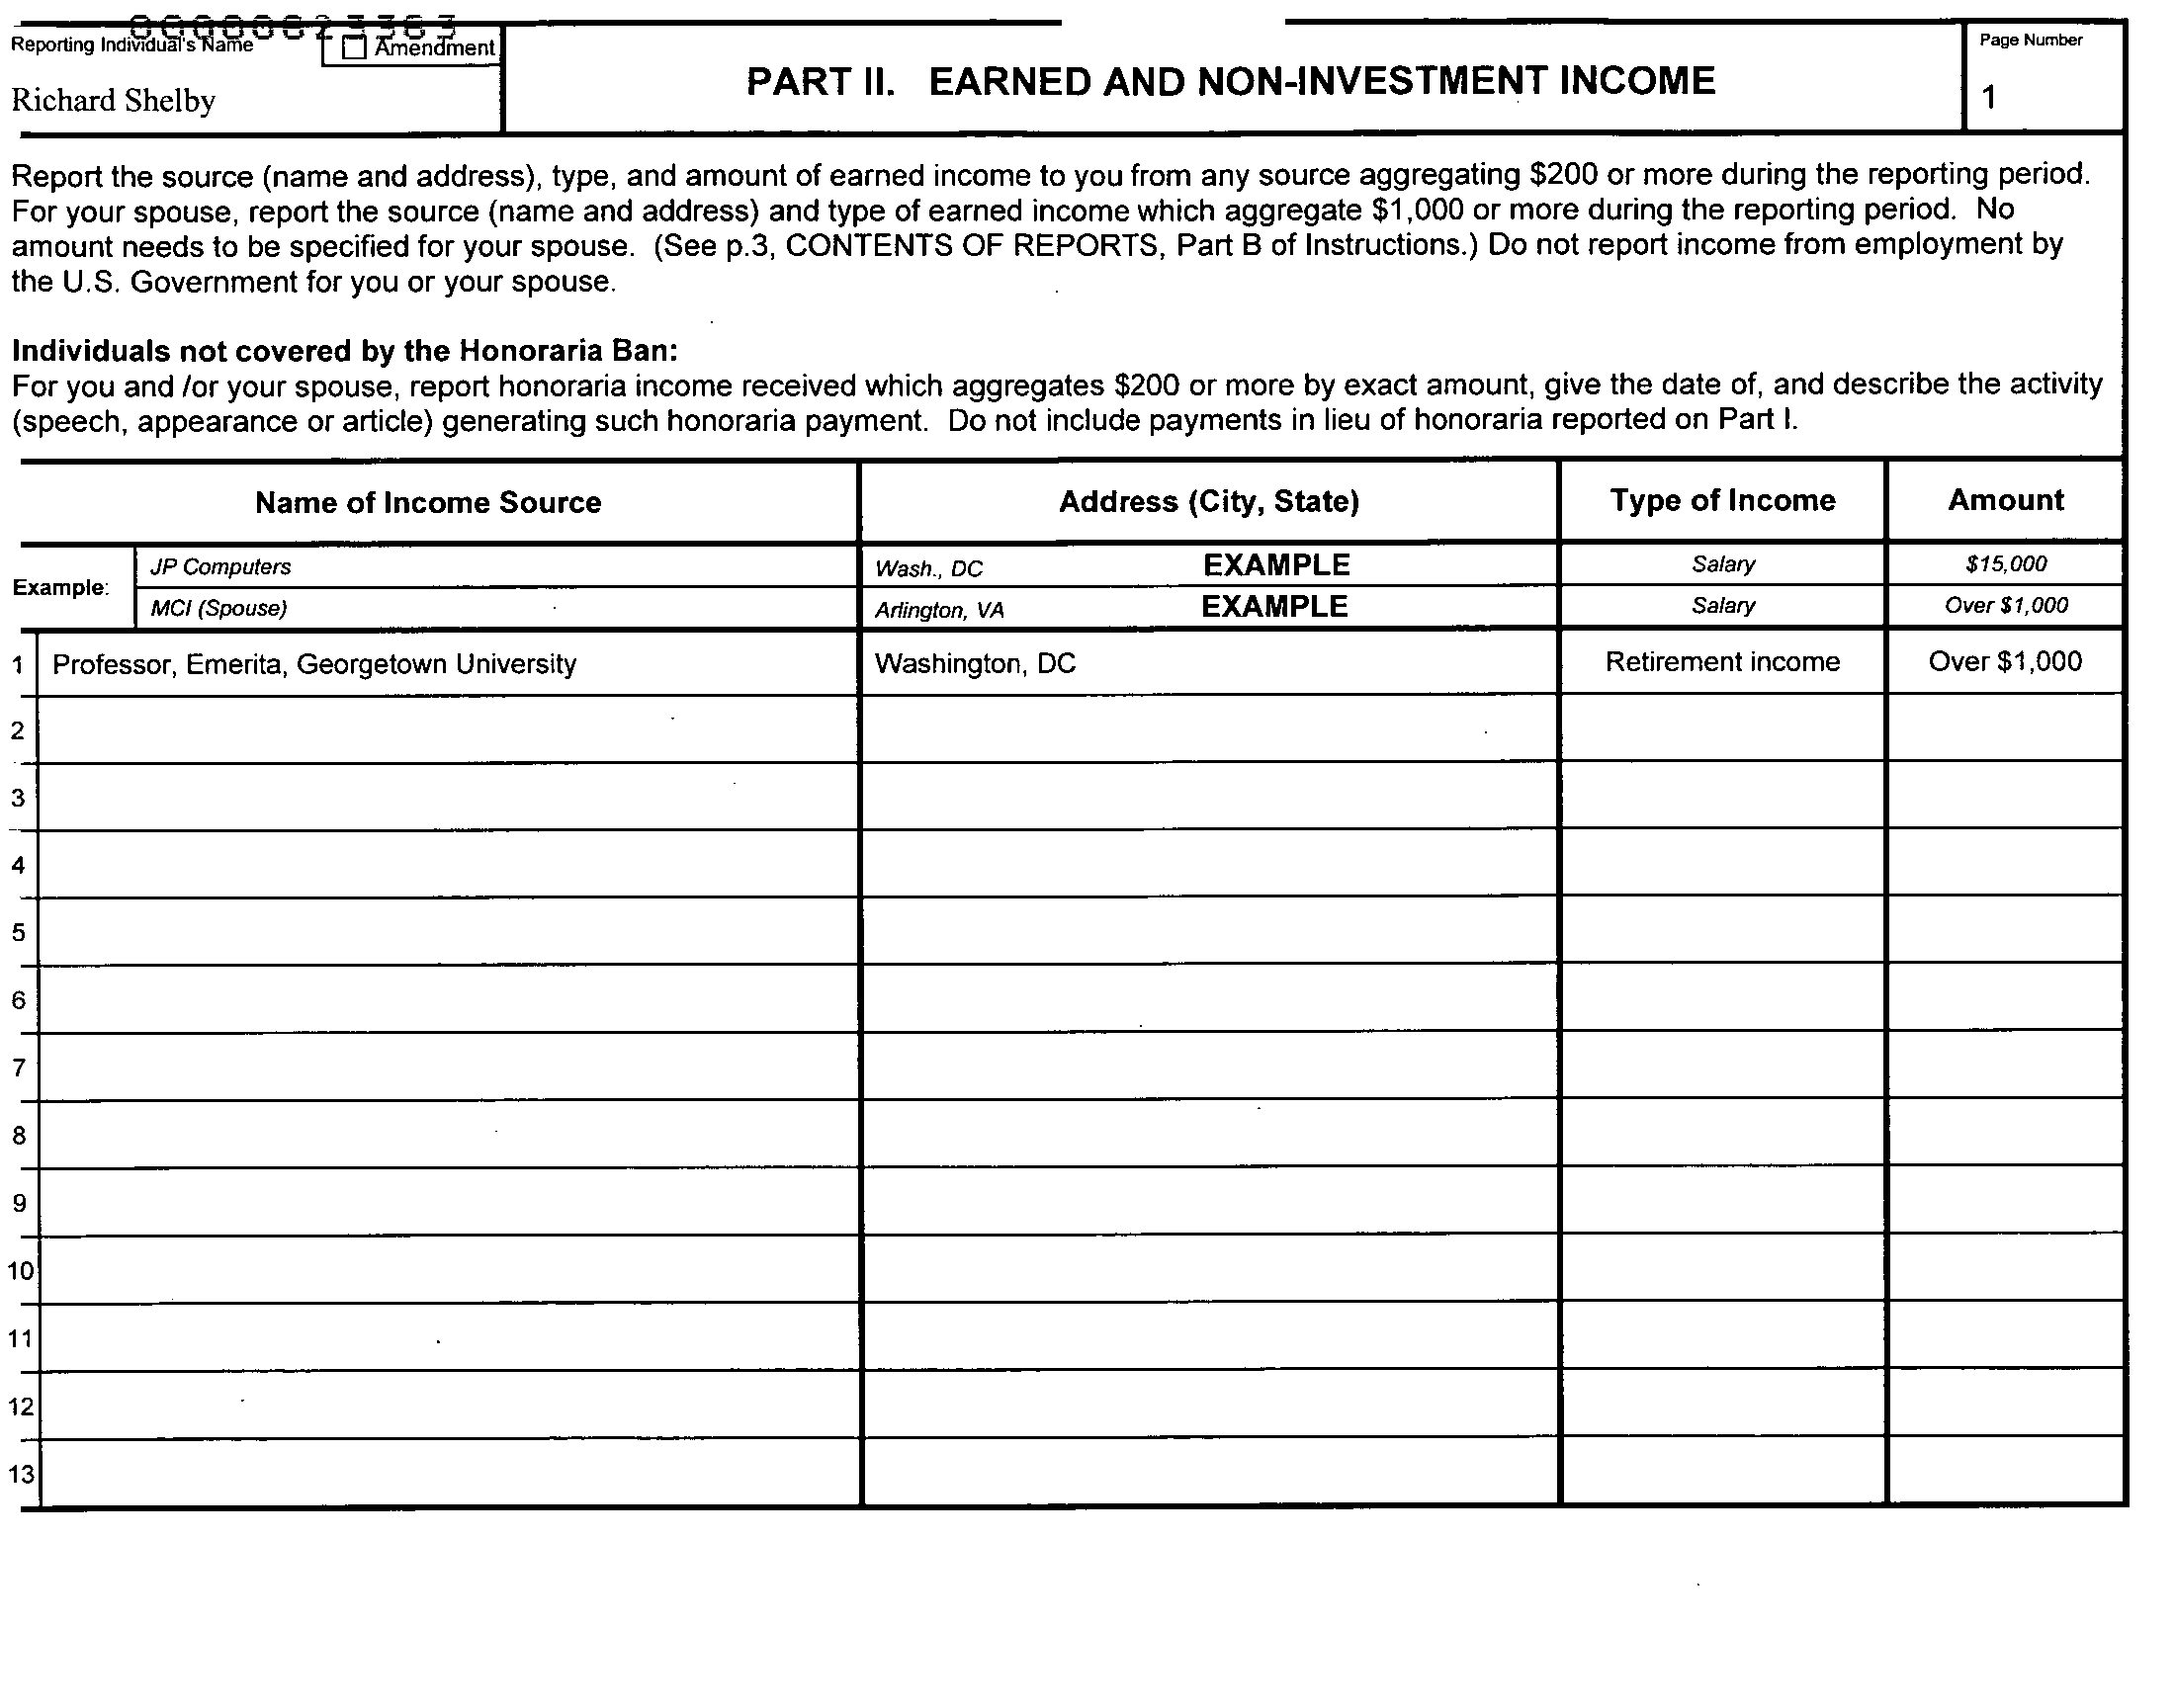 Reporting Individual's Name
Amendment
Richard Shelby
PART II. EARNED AND NON-INVESTMENT INCOME
Page Number
1
Report the source (name and address), type, and amount of earned income to you from any source aggregating $200 or more during the reporting period.
For your spouse, report the source (name and address) and type of earned income which aggregate $1,000 or more during the reporting period. No
amount needs to be specified for your spouse. (See p.3, CONTENTS OF REPORTS, Part B of Instructions.) Do not report income from employment by
the U.S. Government for you or your spouse.
Individuals not covered by the Honoraria Ban:
For you and /or your spouse, report honoraria income received which aggregates $200 or more by exact amount, give the date of, and describe the activity
(speech, appearance or article) generating such honoraria payment. Do not include payments in lieu of honoraria reported on Part I.
Name of Income Source Address (City, State) Type of Income Amount
Example:
JP Computers Wash., DC EXAMPLE Salary $15,000
MCI (Spouse) Arlington, VA EXAMPLE Salary Over $1,000
1 Professor, Emerita, Georgetown University Washington, DC Retirement income Over $1,000
2
3
4
5
6
7
8
9
10
11
12
13